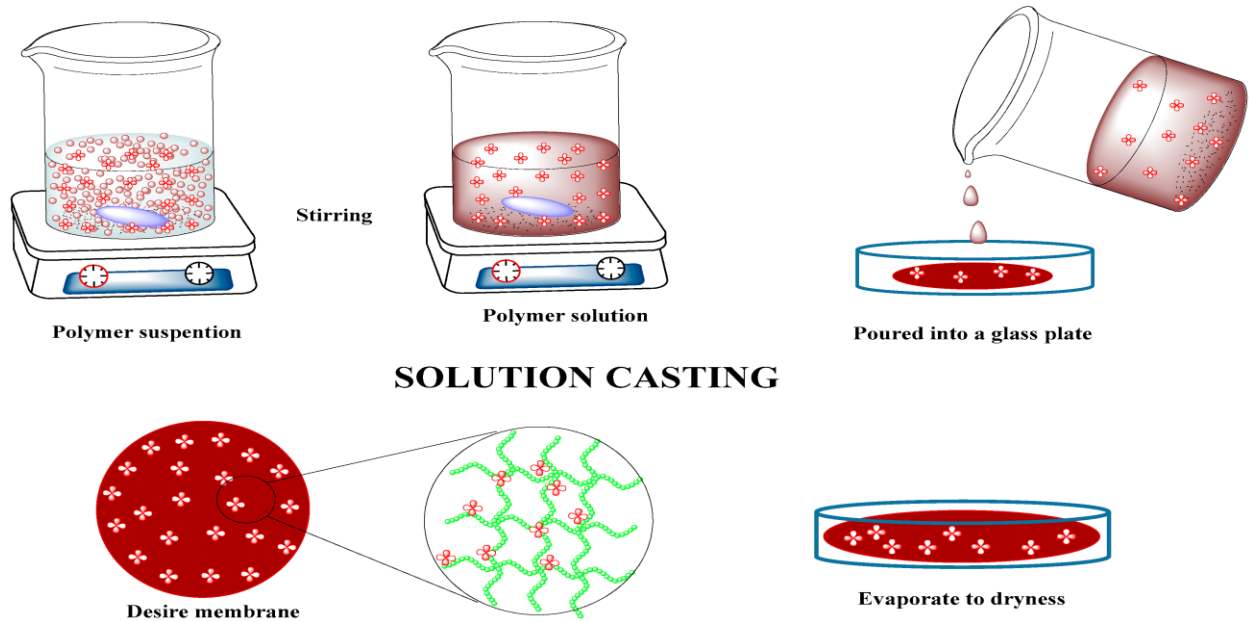 Stirring
Polymer suspention
Polymer solution
Poured into a glass plate
SOLUTION CASTING
Desire membrane
Evaporate to dryness